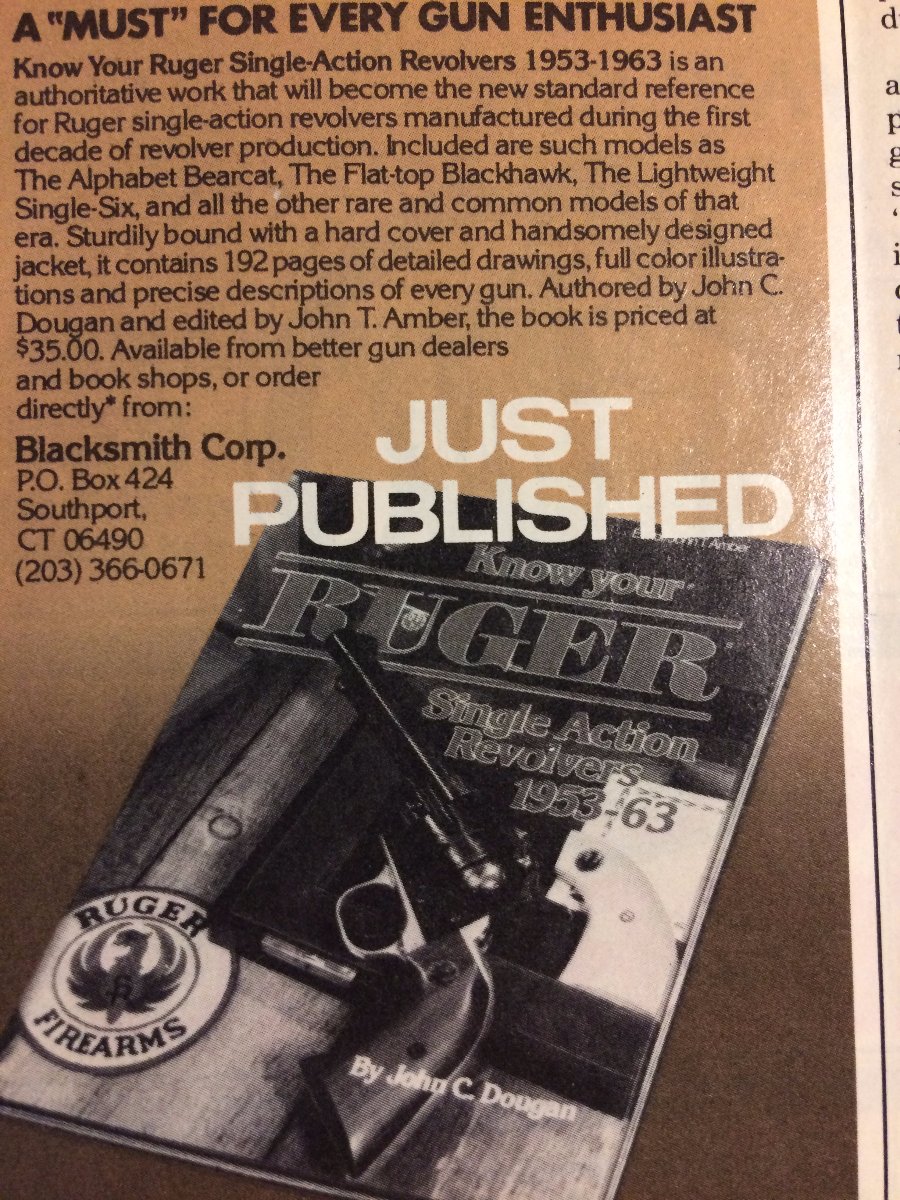 A "MUST" FOR EVERY GUN ENTHUSIAST
Know Your Ruger Single-Action Revolvers 1953-1963 is an
authoritative work that will become the new standard reference
for Ruger single-action revolvers manufactured during the first
decade of revolver production. Included are such models as
The Alphabet Bearcat, The Flat-top Blackhawk, The Lightweight
Single-Six, and all the other rare and common models of that
era. Sturdily bound with a hard cover and handsomely designed
jacket, it contains 192 pages of detailed drawings, full color illustra-
tions and precise descriptions of every gun. Authored by John C.
Dougan and edited by John T. Amber, the book is priced at
$35.00. Available from better gun dealers
and book shops, or order
directly* from:
Blacksmith Corp.
P.O. Box 424
Southport,
CT 06490
(203) 366-0671
JUST
PUBLISHED
Amber
Know your
RUGER
Single Action
Revolvers
1953-63
RUGER
FIREARMS
By John C. Dougan